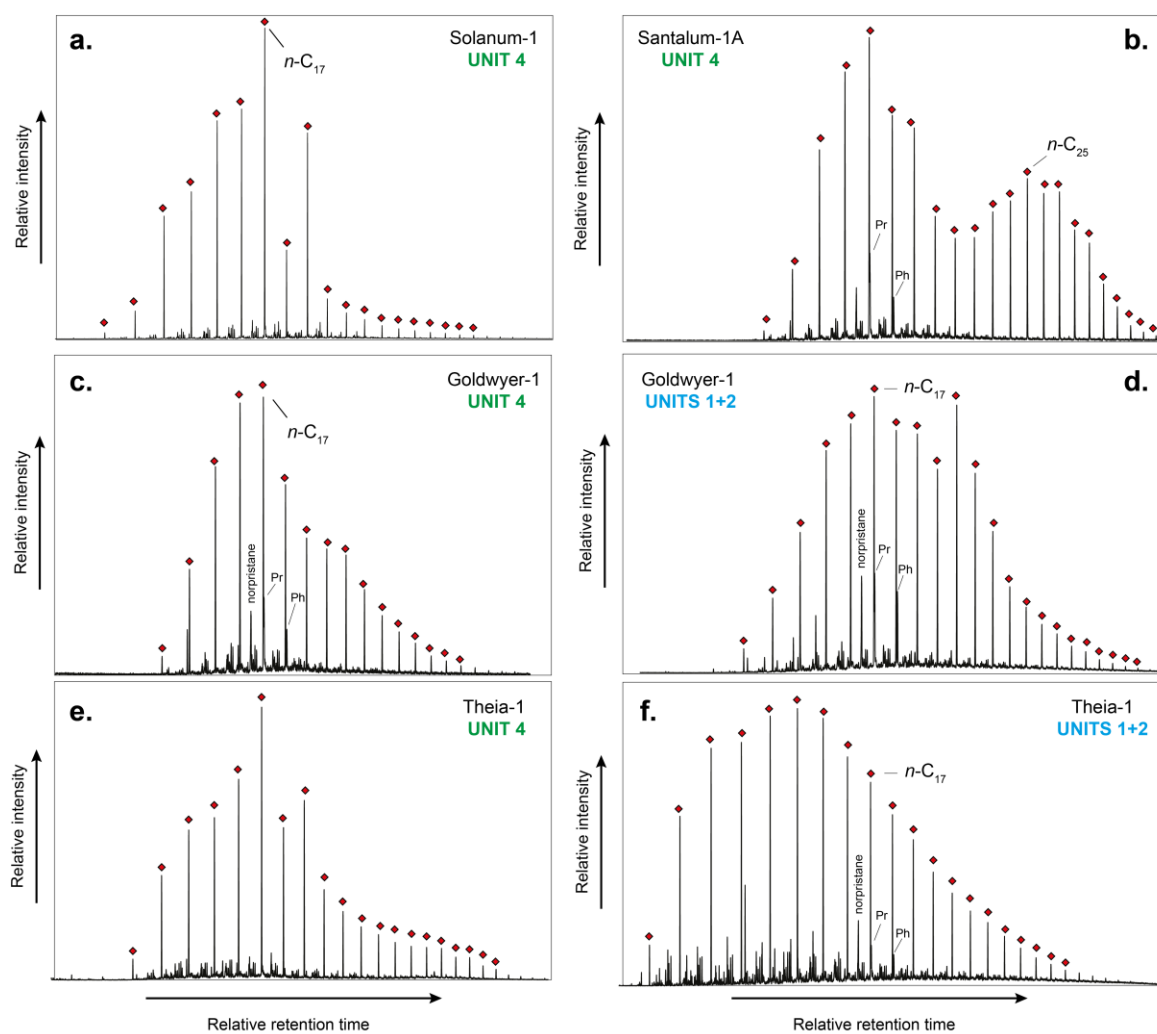 a.
Solanum-1
UNIT 4
n-C17
Relative intensity
b.
Santalum-1A
UNIT 4
n-C25
Pr
Ph
Relative intensity
c.
Goldwyer-1
UNIT 4
n-C17
norpristane
Pr
Ph
Relative intensity
d.
Goldwyer-1
UNITS 1+2
n-C17
norpristane
Pr
Ph
Relative intensity
e.
Theia-1
UNIT 4
Relative intensity
f.
Theia-1
UNITS 1+2
n-C17
norpristane
Pr
Ph
Relative intensity
Relative retention time
Relative retention time